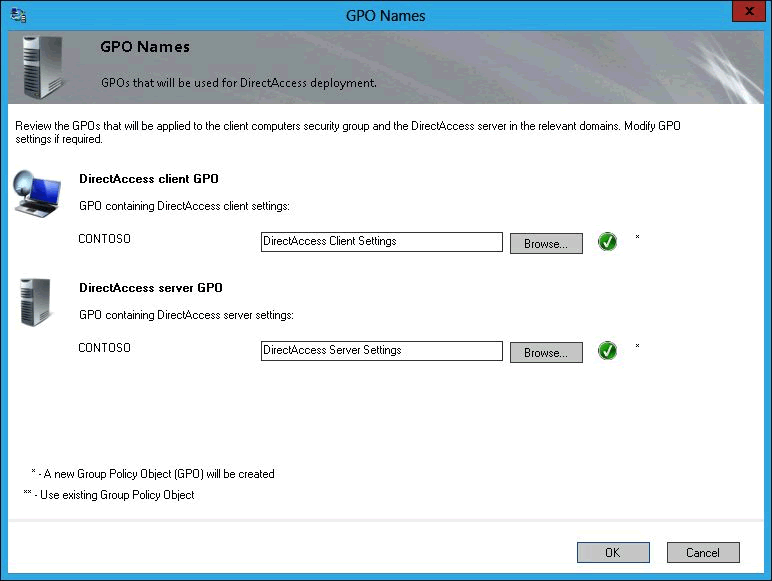 GPO Names
x
GPO Names
GPOs that will be used for DirectAccess deployment.
Review the GPOs that will be applied to the client computers security group and the DirectAccess server in the relevant domains. Modify GPO
settings if required.
DirectAccess client GPO
GPO containing DirectAccess client settings:
CONTOSO DirectAccess Client Settings Browse... *
DirectAccess server GPO
GPO containing DirectAccess server settings:
CONTOSO DirectAccess Server Settings Browse... *
* - A new Group Policy Object (GPO) will be created
** - Use existing Group Policy Object
OK Cancel